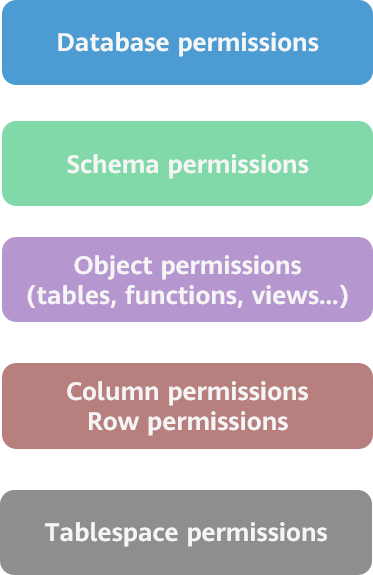 Database permissions
Schema permissions
Object permissions
(tables, functions, views...)
Column permissions
Row permissions
Tablespace permissions